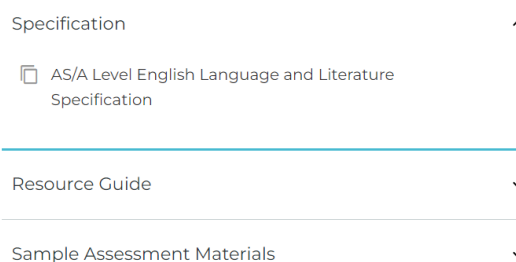 Specification
AS/A Level English Language and Literature
Specification
Resource Guide
Sample Assessment Materials